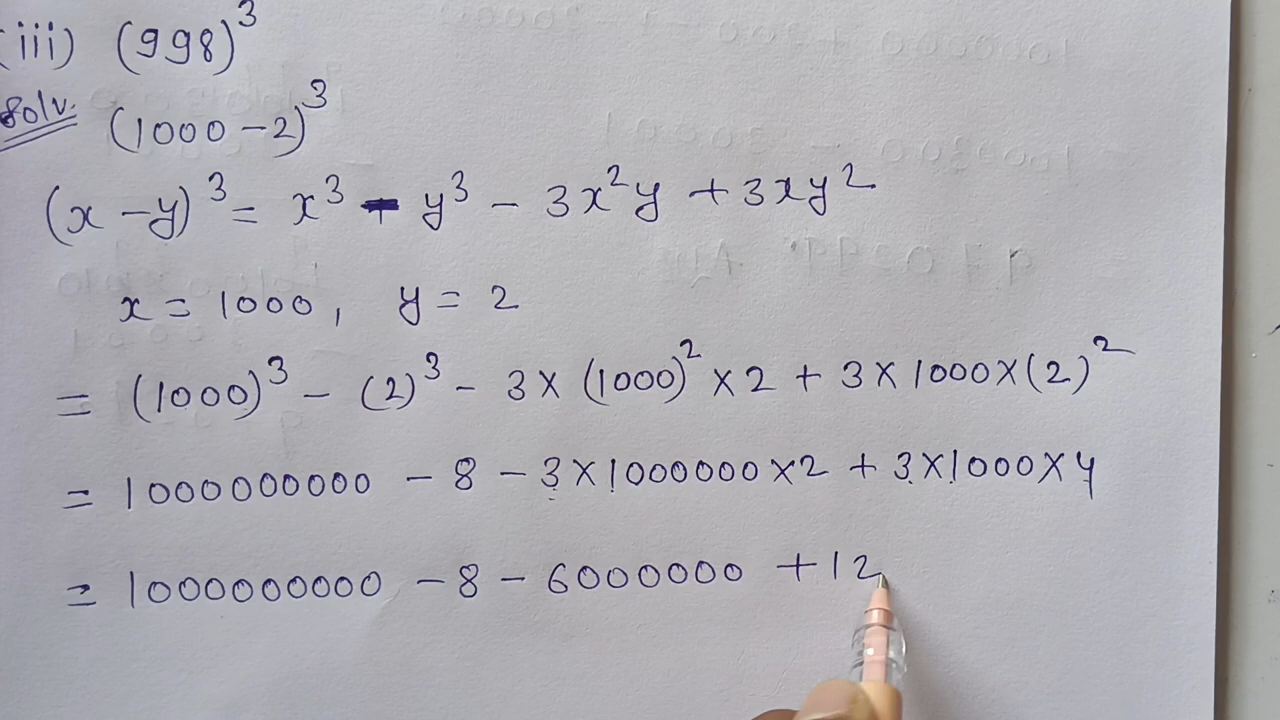 (iii) (998)³
Solv. (1000-2)³
(x-y)³ = x³ - y³ - 3x²y + 3xy²
x = 1000, y = 2
= (1000)³ - (2)³ - 3 × (1000)² × 2 + 3 × 1000 × (2)²
= 1000000000 - 8 - 3 × 1000000 × 2 + 3 × 1000 × 4
= 1000000000 - 8 - 6000000 + 12